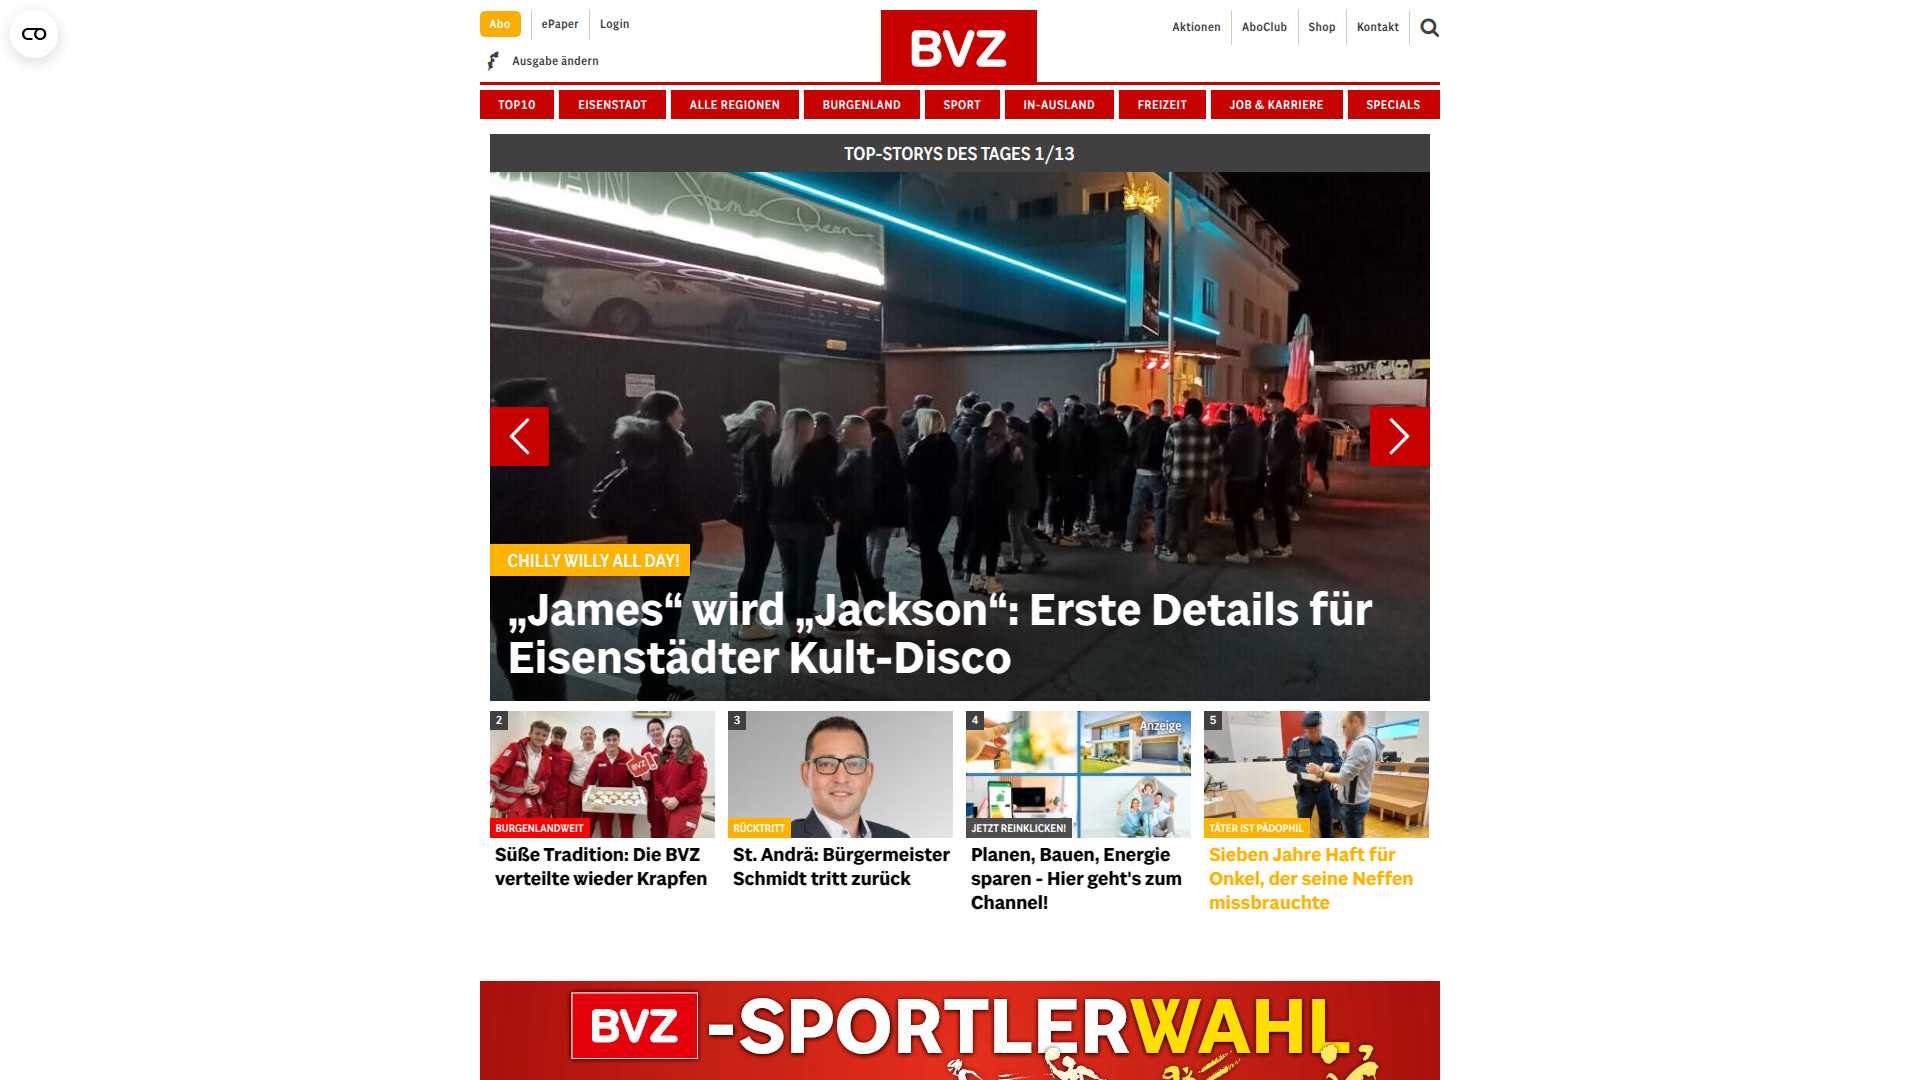 Abo
ePaper
Login
Ausgabe ändern
BVZ
Aktionen
AboClub
Shop
Kontakt
TOP10
EISENSTADT
ALLE REGIONEN
BURGENLAND
SPORT
IN-AUSLAND
FREIZEIT
JOB & KARRIERE
SPECIALS
TOP-STORYS DES TAGES 1/13
James Dean
CHILLY WILLY ALL DAY!
„James“ wird „Jackson“: Erste Details für
Eisenstädter Kult-Disco
2
BVZ
BURGENLANDWEIT
Süße Tradition: Die BVZ
verteilte wieder Krapfen
3
RÜCKTRITT
St. Andrä: Bürgermeister
Schmidt tritt zurück
4
Anzeige
JETZT REINKLICKEN!
Planen, Bauen, Energie
sparen - Hier geht's zum
Channel!
5
TÄTER IST PÄDOPHIL
Sieben Jahre Haft für
Onkel, der seine Neffen
missbrauchte
BVZ-SPORTLERWAHL